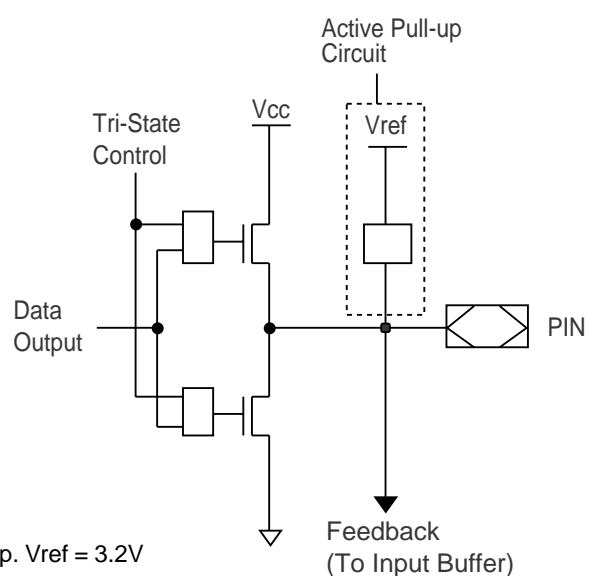 Active Pull-up
Circuit
Vcc
Vref
Tri-State
Control
Data
Output
PIN
Feedback
(To Input Buffer)
p. Vref = 3.2V